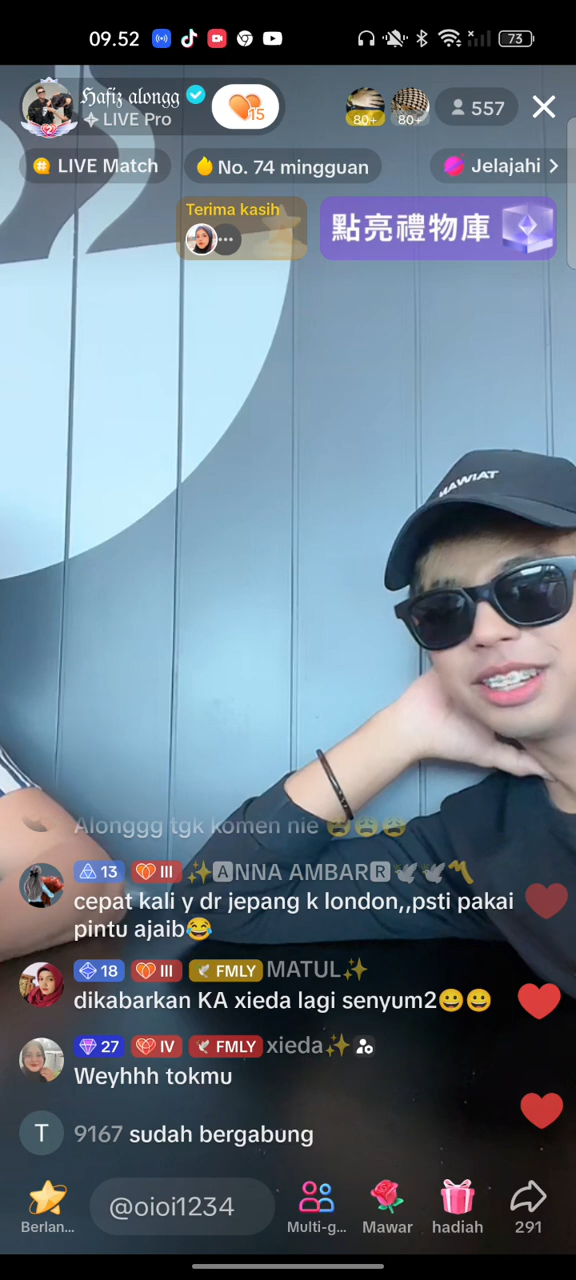 09.52
73
Hafiz alongg
LIVE Pro
15
80+
80+
557
LIVE Match
No. 74 mingguan
Jelajahi
Terima kasih
點亮禮物庫
HAWIAT
Alonggg tgk komen nie 😩😩😩
13 III ✨🅰NNA AMBAR🆁🕊🕊〽
cepat kali y dr jepang k london,,psti pakai
pintu ajaib😂
18 III FMLY MATUL✨
dikabarkan KA xieda lagi senyum2😀😀
27 IV FMLY xieda✨
Weyhhh tokmu
T 9167 sudah bergabung
Berlan...
@oioi1234
Multi-g...
Mawar
hadiah
291